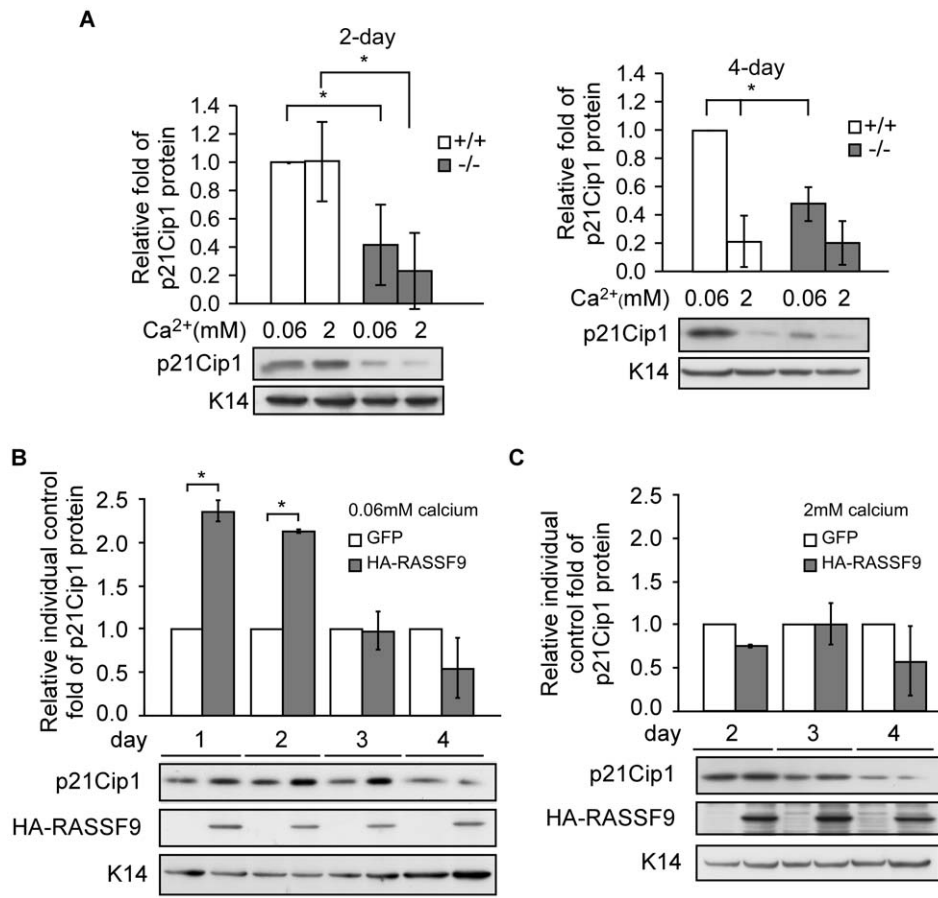 A
2-day
*
*
Relative fold of
p21Cip1 protein
1.4
1.2
1.0
0.8
0.6
0.4
0.2
0.0
+/+
-/-
Ca2+(mM) 0.06 2 0.06 2
p21Cip1
K14
4-day
*
Relative fold of
p21Cip1 protein
1.4
1.2
1.0
0.8
0.6
0.4
0.2
0.0
+/+
-/-
Ca2+(mM) 0.06 2 0.06 2
p21Cip1
K14
B
Relative individual control
fold of p21Cip1 protein
2.5
2.0
1.5
1.0
0.5
0.0
*
*
0.06mM calcium
GFP
HA-RASSF9
day 1 2 3 4
p21Cip1
HA-RASSF9
K14
C
Relative individual
control fold of
p21Cip1 protein
2.5
2.0
1.5
1.0
0.5
0.0
2mM calcium
GFP
HA-RASSF9
day 2 3 4
p21Cip1
HA-RASSF9
K14